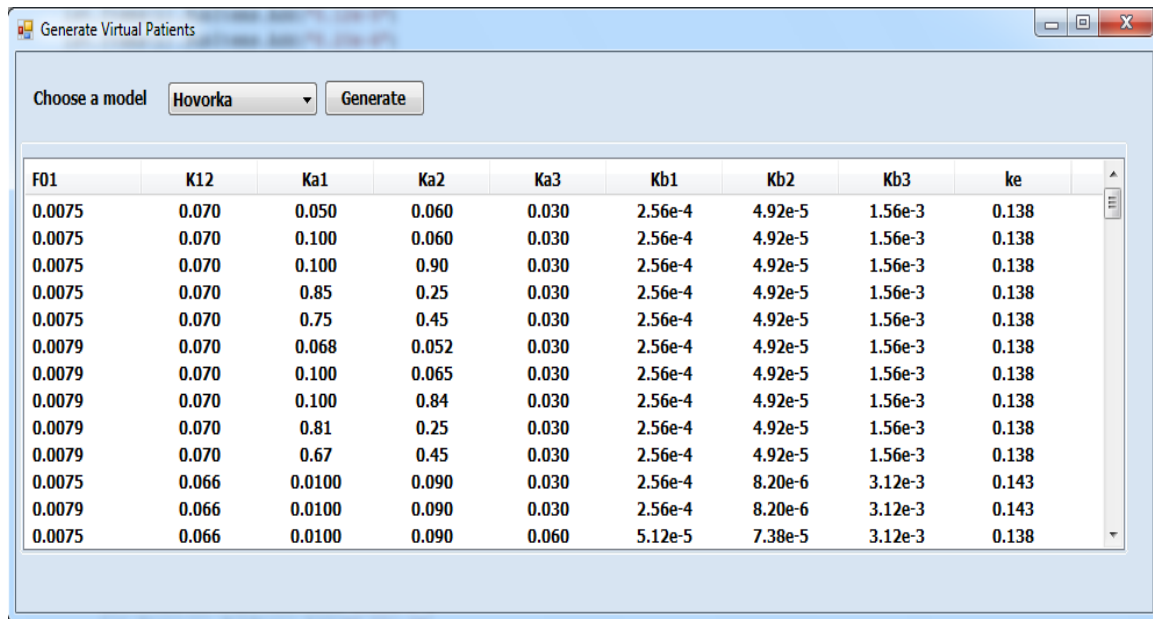 Generate Virtual Patients
Choose a model Hovorka Generate
F01 K12 Ka1 Ka2 Ka3 Kb1 Kb2 Kb3 ke
0.0075 0.070 0.050 0.060 0.030 2.56e-4 4.92e-5 1.56e-3 0.138
0.0075 0.070 0.100 0.060 0.030 2.56e-4 4.92e-5 1.56e-3 0.138
0.0075 0.070 0.100 0.90 0.030 2.56e-4 4.92e-5 1.56e-3 0.138
0.0075 0.070 0.85 0.25 0.030 2.56e-4 4.92e-5 1.56e-3 0.138
0.0075 0.070 0.75 0.45 0.030 2.56e-4 4.92e-5 1.56e-3 0.138
0.0079 0.070 0.068 0.052 0.030 2.56e-4 4.92e-5 1.56e-3 0.138
0.0079 0.070 0.100 0.065 0.030 2.56e-4 4.92e-5 1.56e-3 0.138
0.0079 0.070 0.100 0.84 0.030 2.56e-4 4.92e-5 1.56e-3 0.138
0.0079 0.070 0.81 0.25 0.030 2.56e-4 4.92e-5 1.56e-3 0.138
0.0079 0.070 0.67 0.45 0.030 2.56e-4 4.92e-5 1.56e-3 0.138
0.0075 0.066 0.0100 0.090 0.030 2.56e-4 8.20e-6 3.12e-3 0.143
0.0079 0.066 0.0100 0.090 0.030 2.56e-4 8.20e-6 3.12e-3 0.143
0.0075 0.066 0.0100 0.090 0.060 5.12e-5 7.38e-5 3.12e-3 0.138